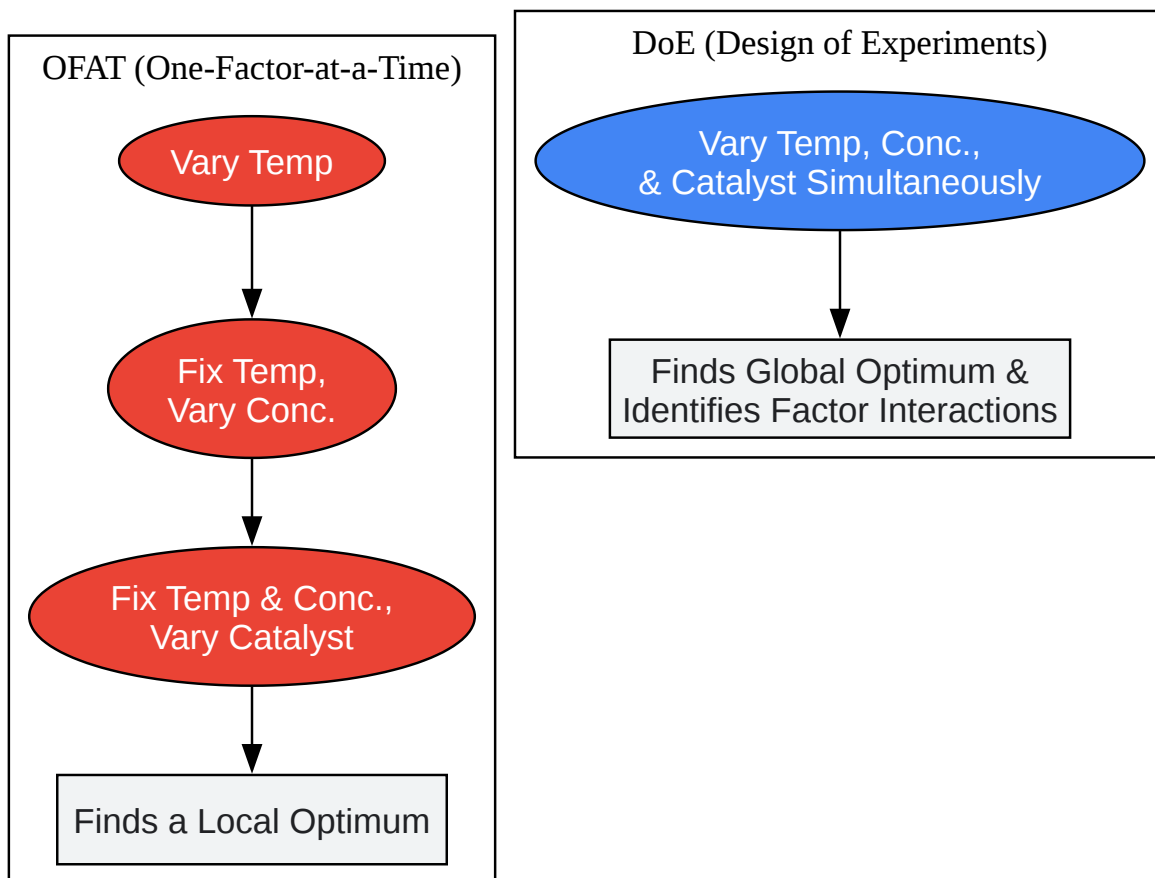 OFAT (One-Factor-at-a-Time)
Vary Temp
Fix Temp,
Vary Conc.
Fix Temp & Conc.,
Vary Catalyst
Finds a Local Optimum
DoE (Design of Experiments)
Vary Temp, Conc.,
& Catalyst Simultaneously
Finds Global Optimum &
Identifies Factor Interactions